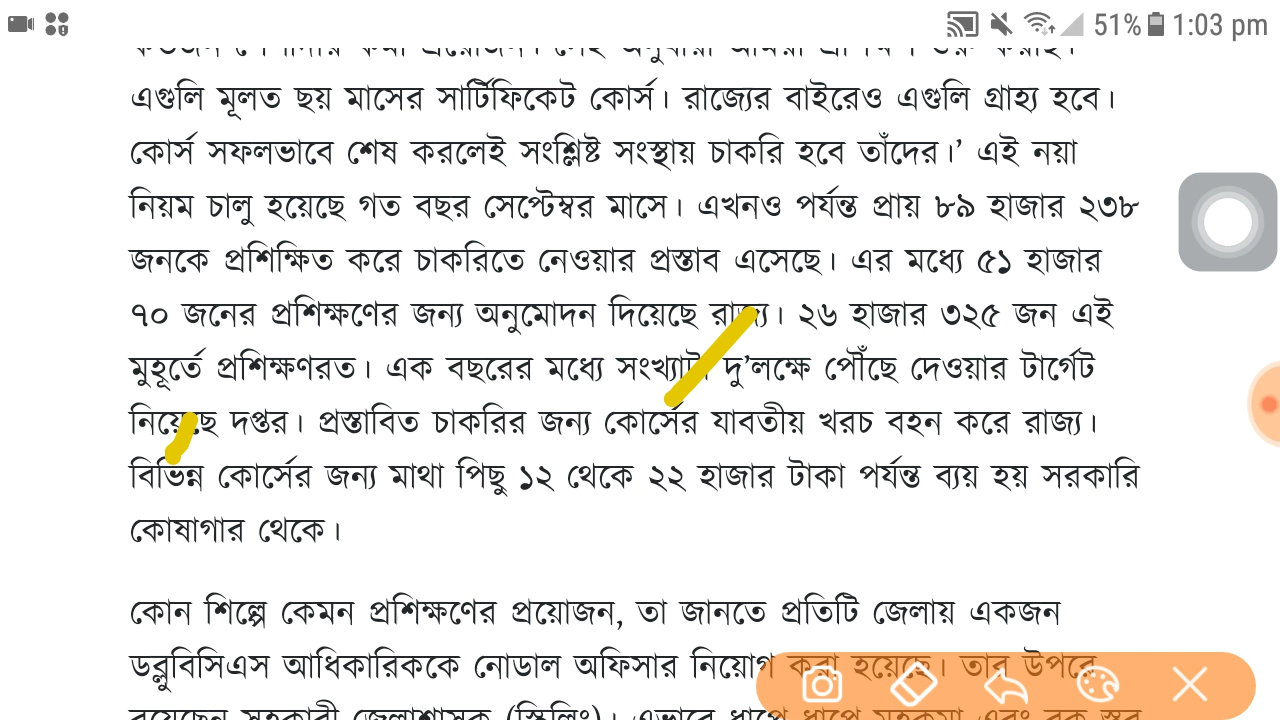 51% 1:03 pm
এগুলি মূলত ছয় মাসের সার্টিফিকেট কোর্স। রাজ্যের বাইরেও এগুলি গ্রাহ্য হবে।
কোর্স সফলভাবে শেষ করলেই সংশ্লিষ্ট সংস্থায় চাকরি হবে তাঁদের।’ এই নয়া
নিয়ম চালু হয়েছে গত বছর সেপ্টেম্বর মাসে। এখনও পর্যন্ত প্রায় ৮৯ হাজার ২৩৮
জনকে প্রশিক্ষিত করে চাকরিতে নেওয়ার প্রস্তাব এসেছে। এর মধ্যে ৫১ হাজার
৭০ জনের প্রশিক্ষণের জন্য অনুমোদন দিয়েছে রাজ্য। ২৬ হাজার ৩২৫ জন এই
মুহূর্তে প্রশিক্ষণরত। এক বছরের মধ্যে সংখ্যাটা দু’লক্ষে পৌঁছে দেওয়ার টার্গেট
নিয়েছে দপ্তর। প্রস্তাবিত চাকরির জন্য কোর্সের যাবতীয় খরচ বহন করে রাজ্য।
বিভিন্ন কোর্সের জন্য মাথা পিছু ১২ থেকে ২২ হাজার টাকা পর্যন্ত ব্যয় হয় সরকারি
কোষাগার থেকে।
কোন শিল্পে কেমন প্রশিক্ষণের প্রয়োজন, তা জানতে প্রতিটি জেলায় একজন
ডব্লুবিসিএস আধিকারিককে নোডাল অফিসার নিয়োগ করা হয়েছে। তার উপরে